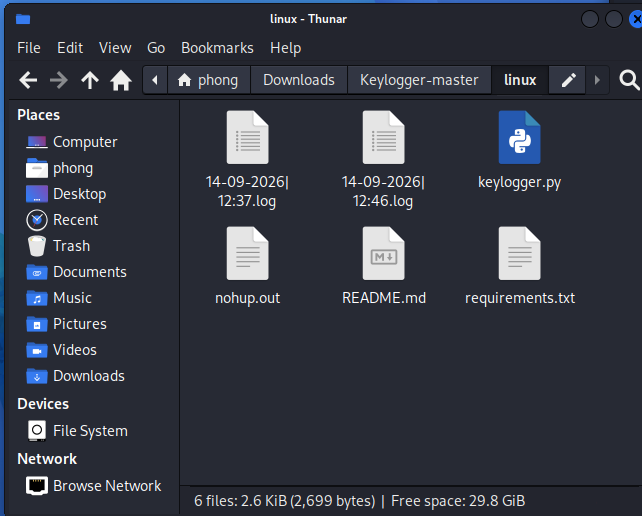 linux - Thunar
File Edit View Go Bookmarks Help
phong Downloads Keylogger-master linux
Places
Computer
phong
Desktop
Recent
Trash
Documents
Music
Pictures
Videos
Downloads
Devices
File System
Network
Browse Network
14-09-2026|
12:37.log
14-09-2026|
12:46.log
keylogger.py
nohup.out
README.md
requirements.txt
6 files: 2.6 KiB (2,699 bytes) | Free space: 29.8 GiB